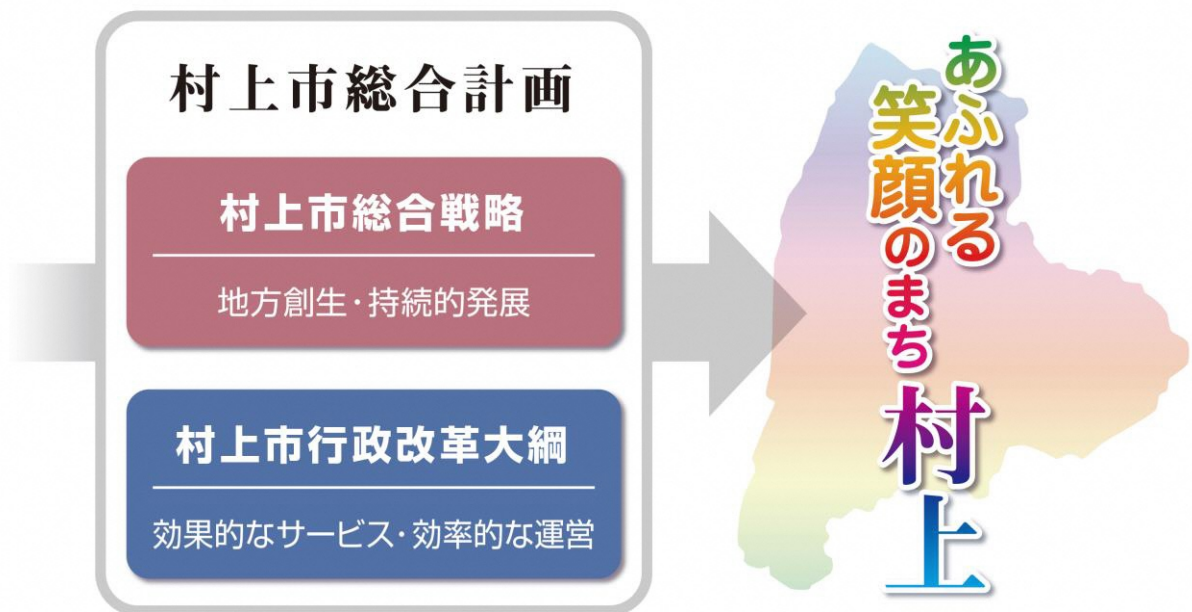 村上市総合計画
村上市総合戦略
地方創生・持続的発展
村上市行政改革大綱
効果的なサービス・効率的な運営
あふれる
笑顔のまち
村上